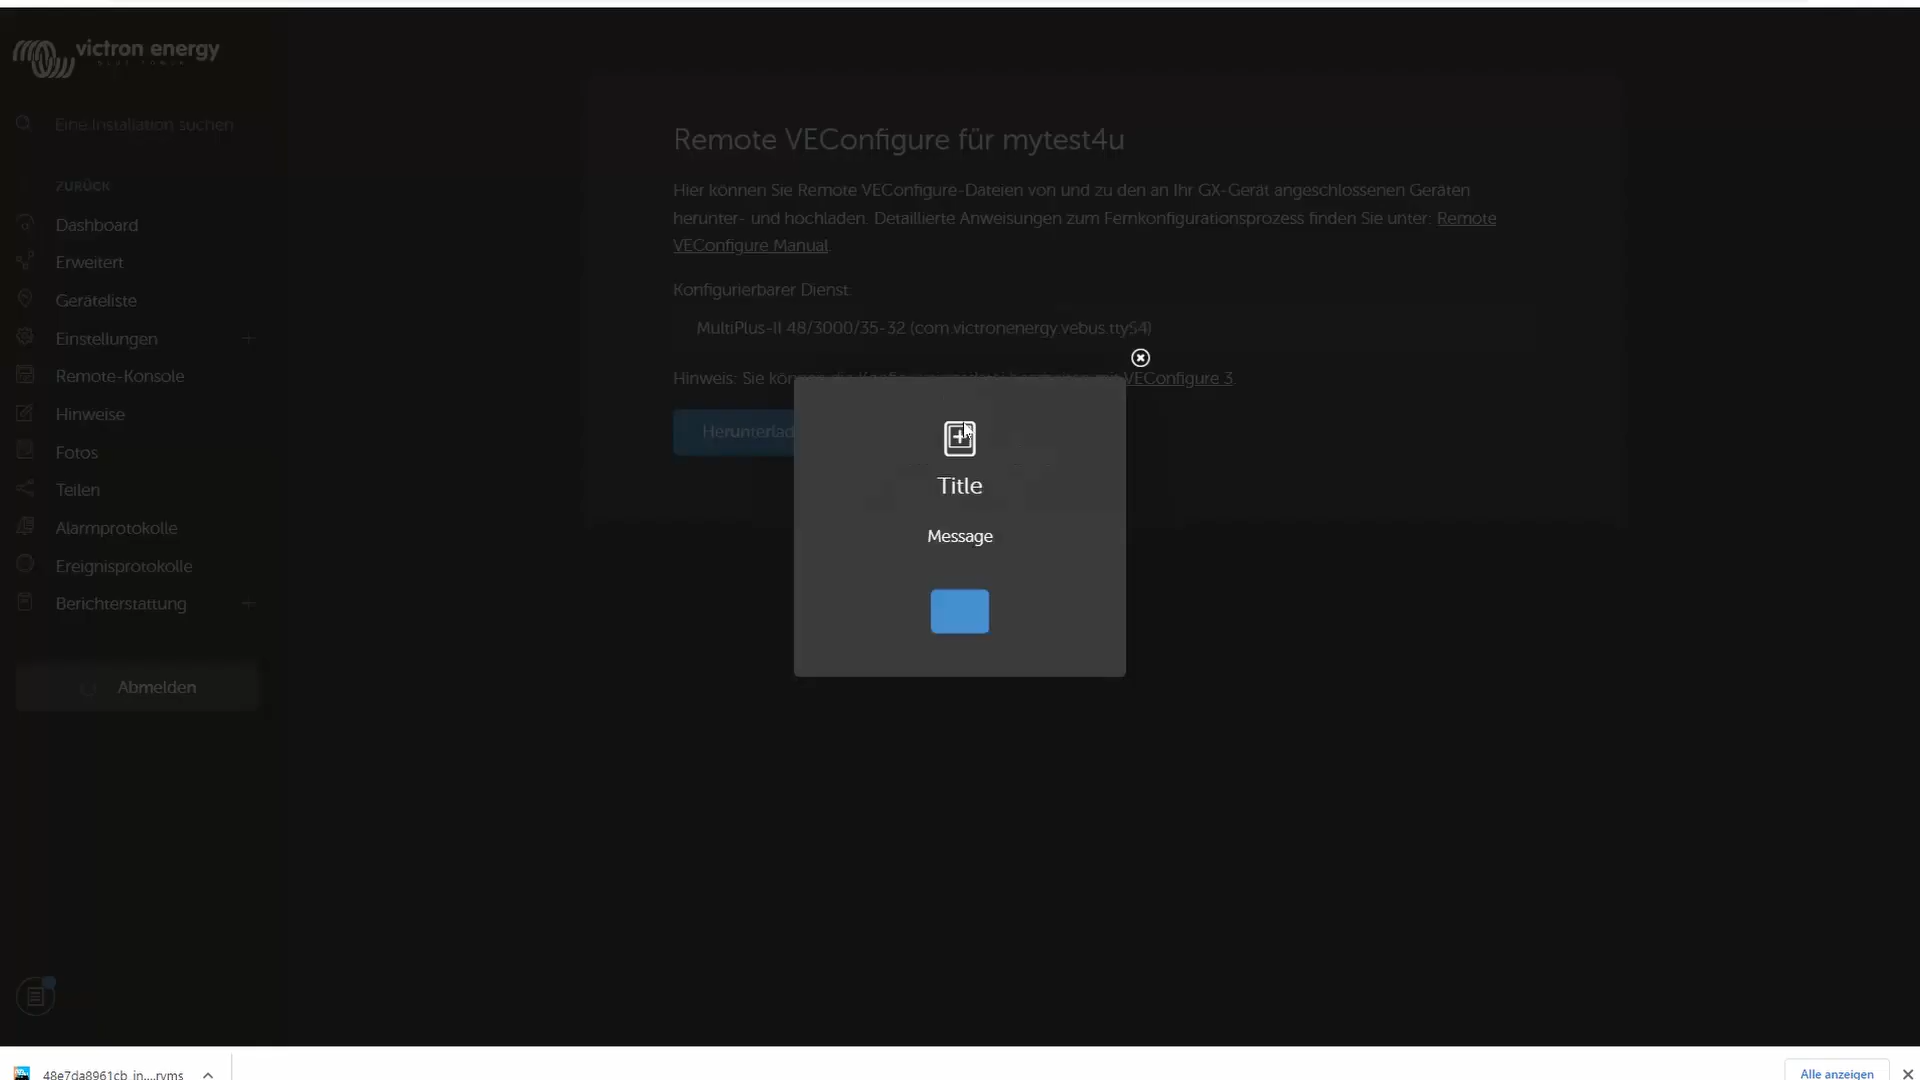 victron energy
BLUE POWER
Eine Installation suchen
ZURÜCK
Dashboard
Erweitert
Geräteliste
Einstellungen
Remote-Konsole
Hinweise
Fotos
Teilen
Alarmprotokolle
Ereignisprotokolle
Berichterstattung
Abmelden
Remote VEConfigure für mytest4u
Hier können Sie Remote VEConfigure-Dateien von und zu den an Ihr GX-Gerät angeschlossenen Geräten
herunter- und hochladen. Detaillierte Anweisungen zum Fernkonfigurationsprozess finden Sie unter: Remote
VEConfigure Manual.
Konfigurierbarer Dienst:
MultiPlus-II 48/3000/35-32 (com.victronenergy.vebus.ttyS4)
Hinweis: Sie könn VEConfigure 3.
Herunterlad
Title
Message
48e7da8961cb_in....rvms
Alle anzeigen